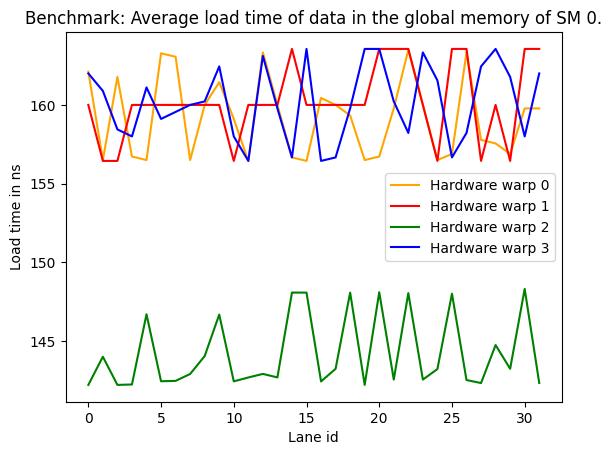 Benchmark: Average load time of data in the global memory of SM 0.
160
155
150
145
Load time in ns
Hardware warp 0
Hardware warp 1
Hardware warp 2
Hardware warp 3
0 5 10 15 20 25 30
Lane id